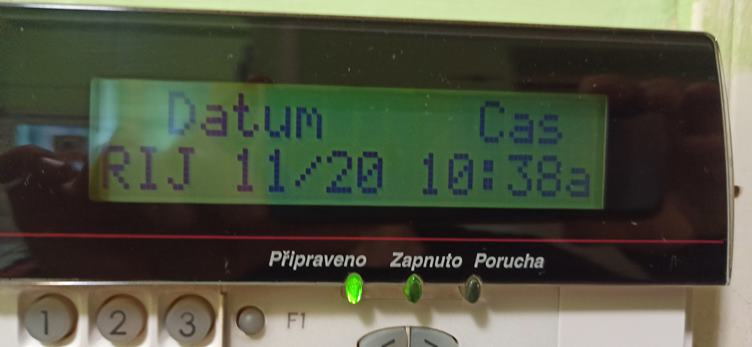 Datum Cas
RIJ 11/20 10:38a
Připraveno Zapnuto Porucha
1 2 3 F1
< >